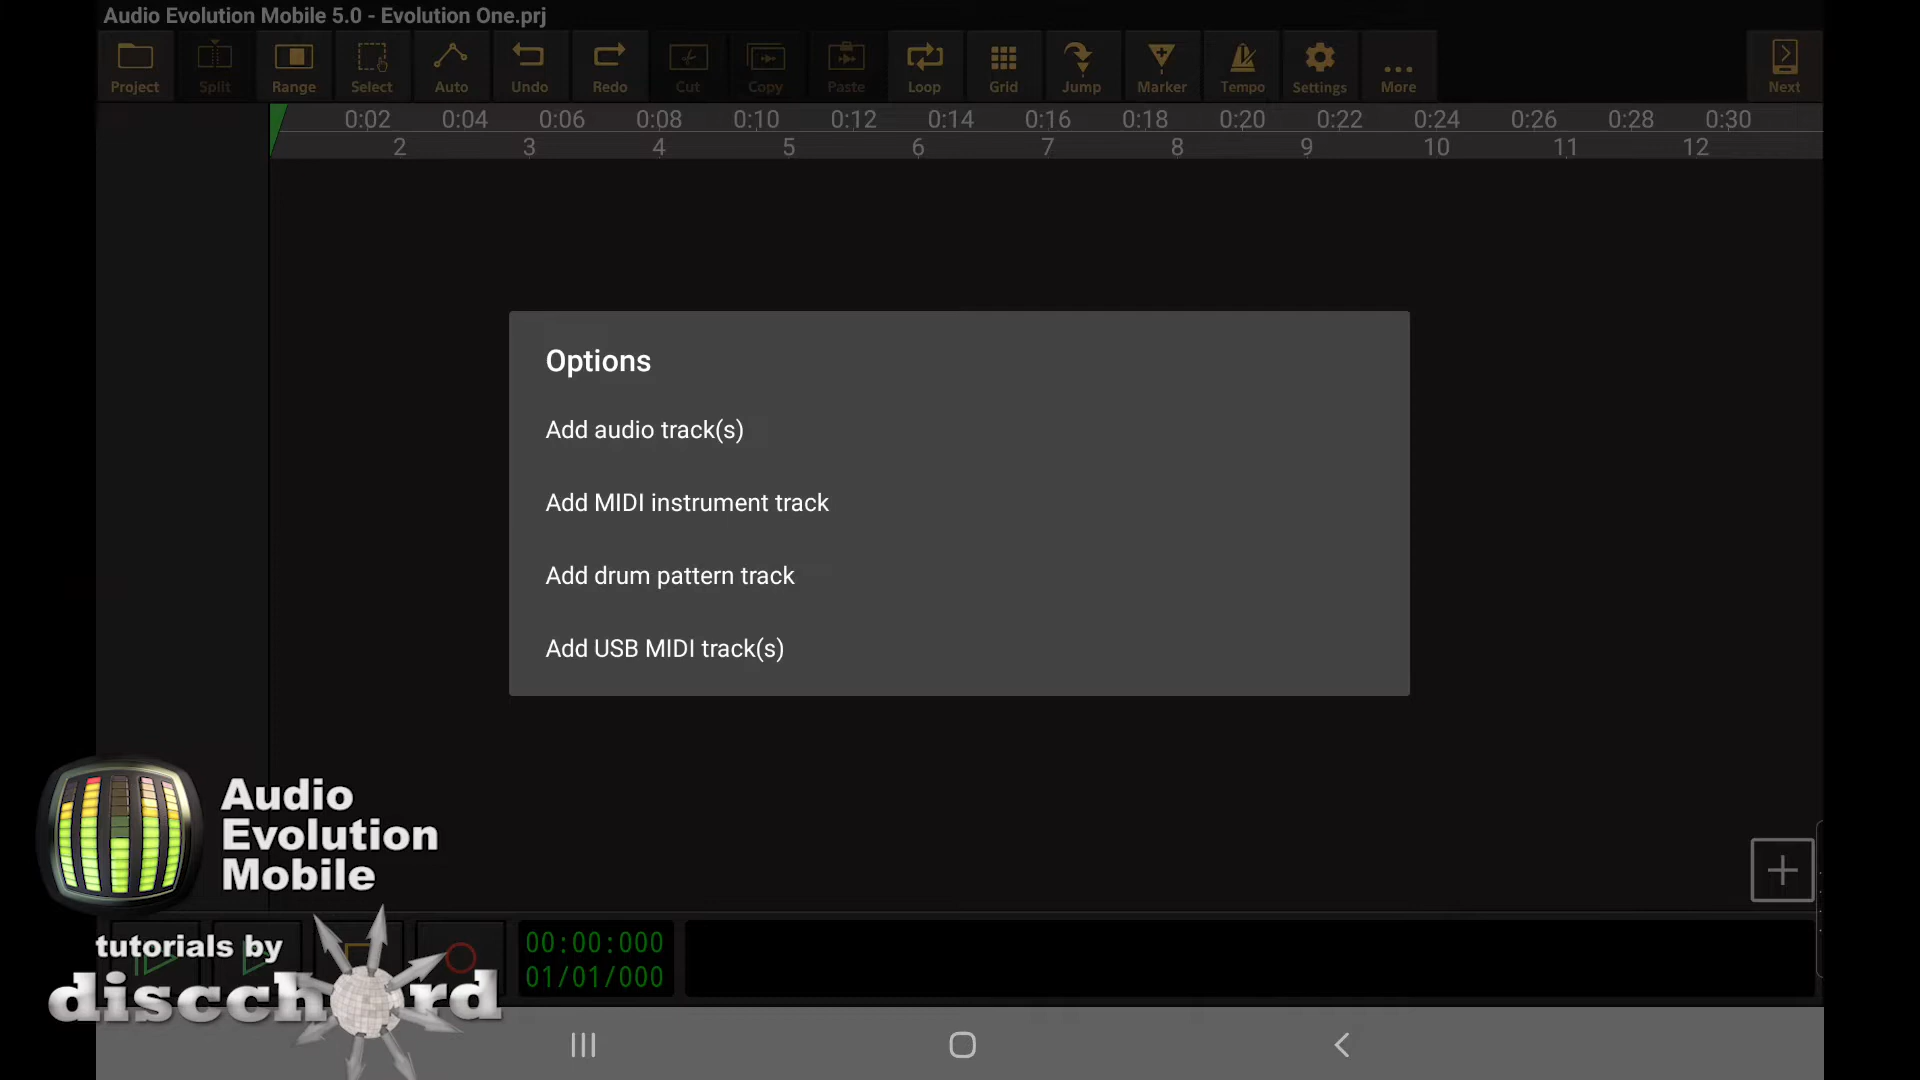 Audio Evolution Mobile 5.0 - Evolution One.prj
Project Split Range Select Auto Undo Redo Cut Copy Paste Loop Grid Jump Marker Tempo Settings More Next
0:02 0:04 0:06 0:08 0:10 0:12 0:14 0:16 0:18 0:20 0:22 0:24 0:26 0:28 0:30
2 3 4 5 6 7 8 9 10 11 12
Options
Add audio track(s)
Add MIDI instrument track
Add drum pattern track
Add USB MIDI track(s)
Audio
Evolution
Mobile
tutorials by
discchord
00:00:000
01/01/000